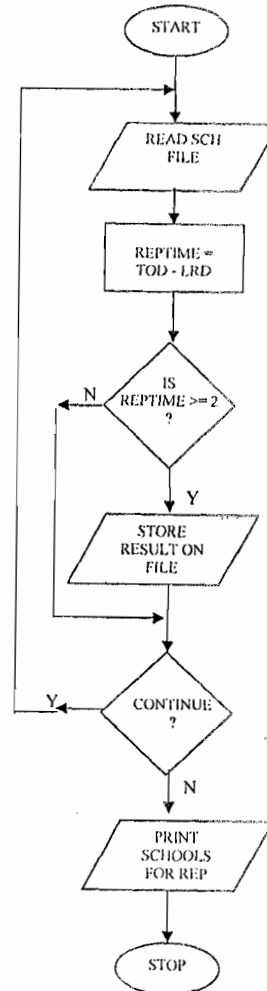 START
READ SCH
FILE
REPTIME =
TOD - LRD
IS
REPTIME >= 2
?
N
Y
STORE
RESULT ON
FILE
CONTINUE
?
Y
N
PRINT
SCHOOLS
FOR REP
STOP